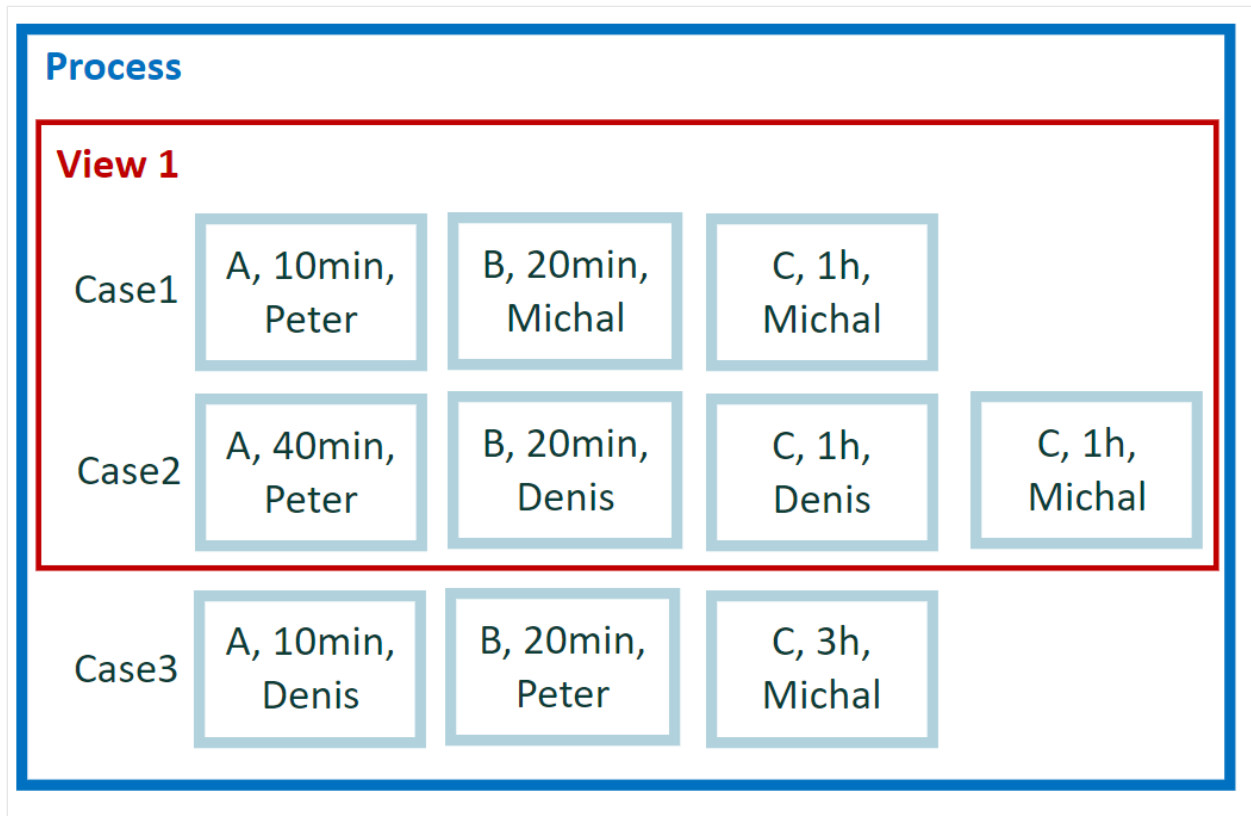 Process
View 1
Case1
A, 10min,
Peter
B, 20min,
Michal
C, 1h,
Michal
Case2
A, 40min,
Peter
B, 20min,
Denis
C, 1h,
Denis
C, 1h,
Michal
Case3
A, 10min,
Denis
B, 20min,
Peter
C, 3h,
Michal